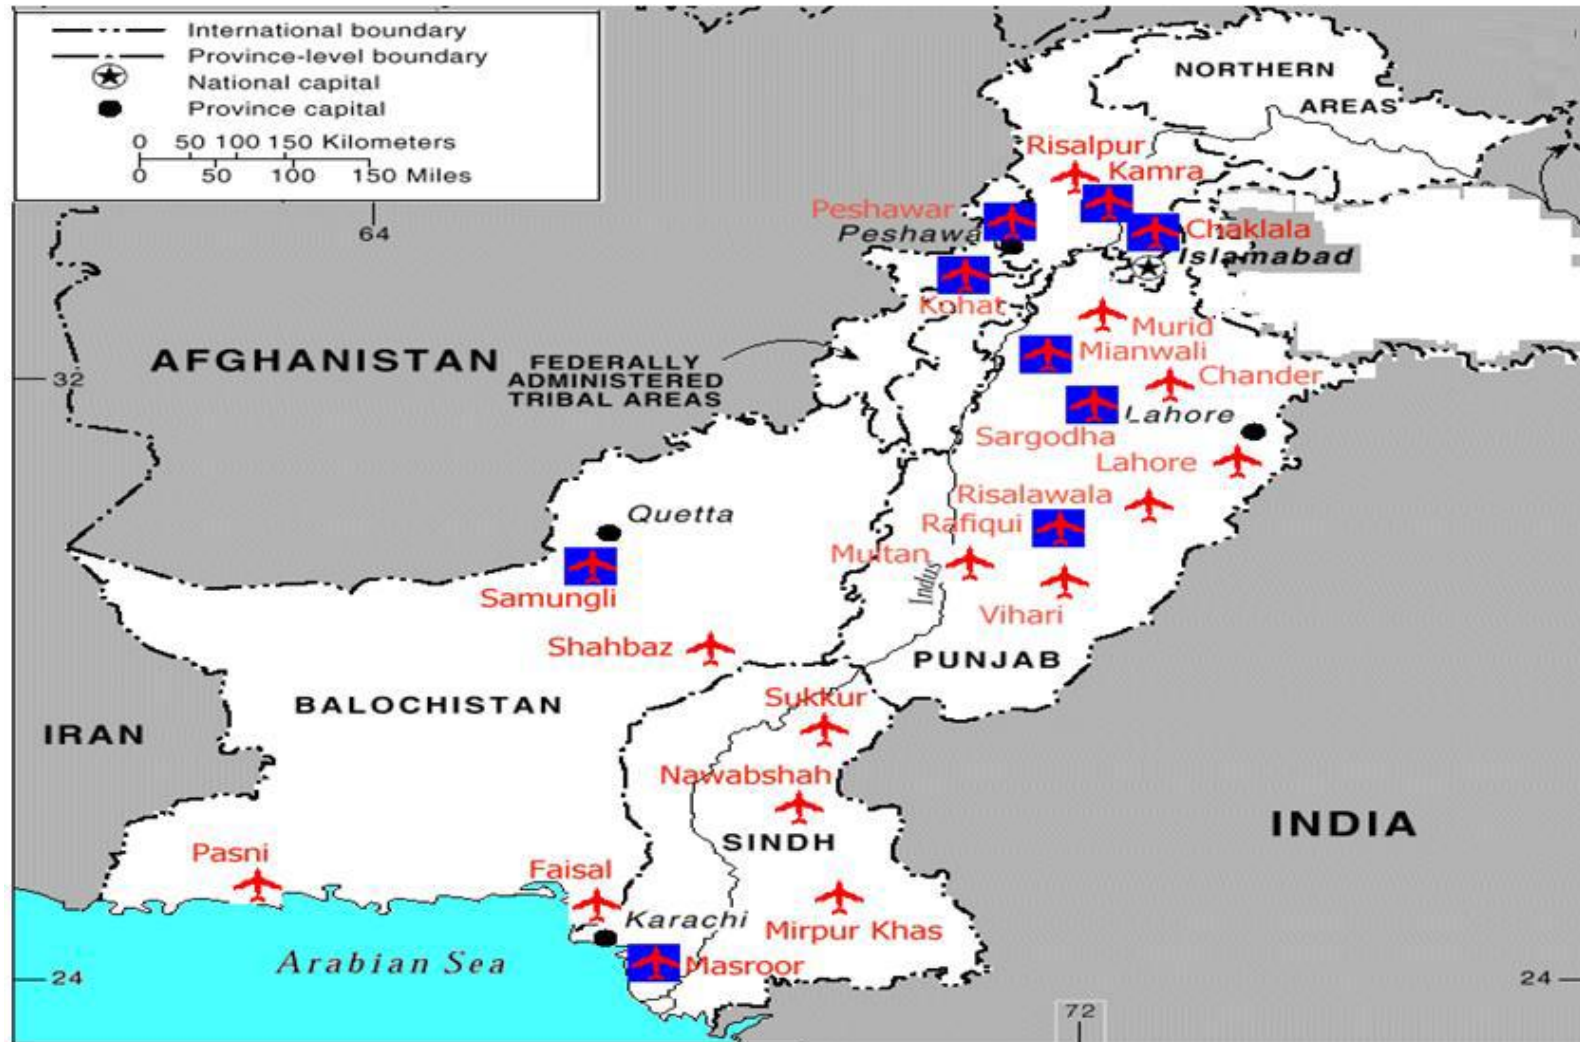 International boundary
Province-level boundary
National capital
Province capital
0 50 100 150 Kilometers
0 50 100 150 Miles
NORTHERN
AREAS
Risalpur
Kamra
Peshawar
Peshawa
64
Chaklala
Islamabad
Kohat
Murid
Mianwali
AFGHANISTAN
FEDERALLY
ADMINISTERED
TRIBAL AREAS
32
Chander
Lahore
Sargodha
Lahore
Risalawala
Rafiqui
Quetta
Multan
Indus
Samungli
Vihari
Shahbaz
PUNJAB
BALOCHISTAN
Sukkur
IRAN
Nawabshah
INDIA
SINDH
Pasni
Faisal
Karachi
Mirpur Khas
Arabian Sea
Masroor
24
24
72